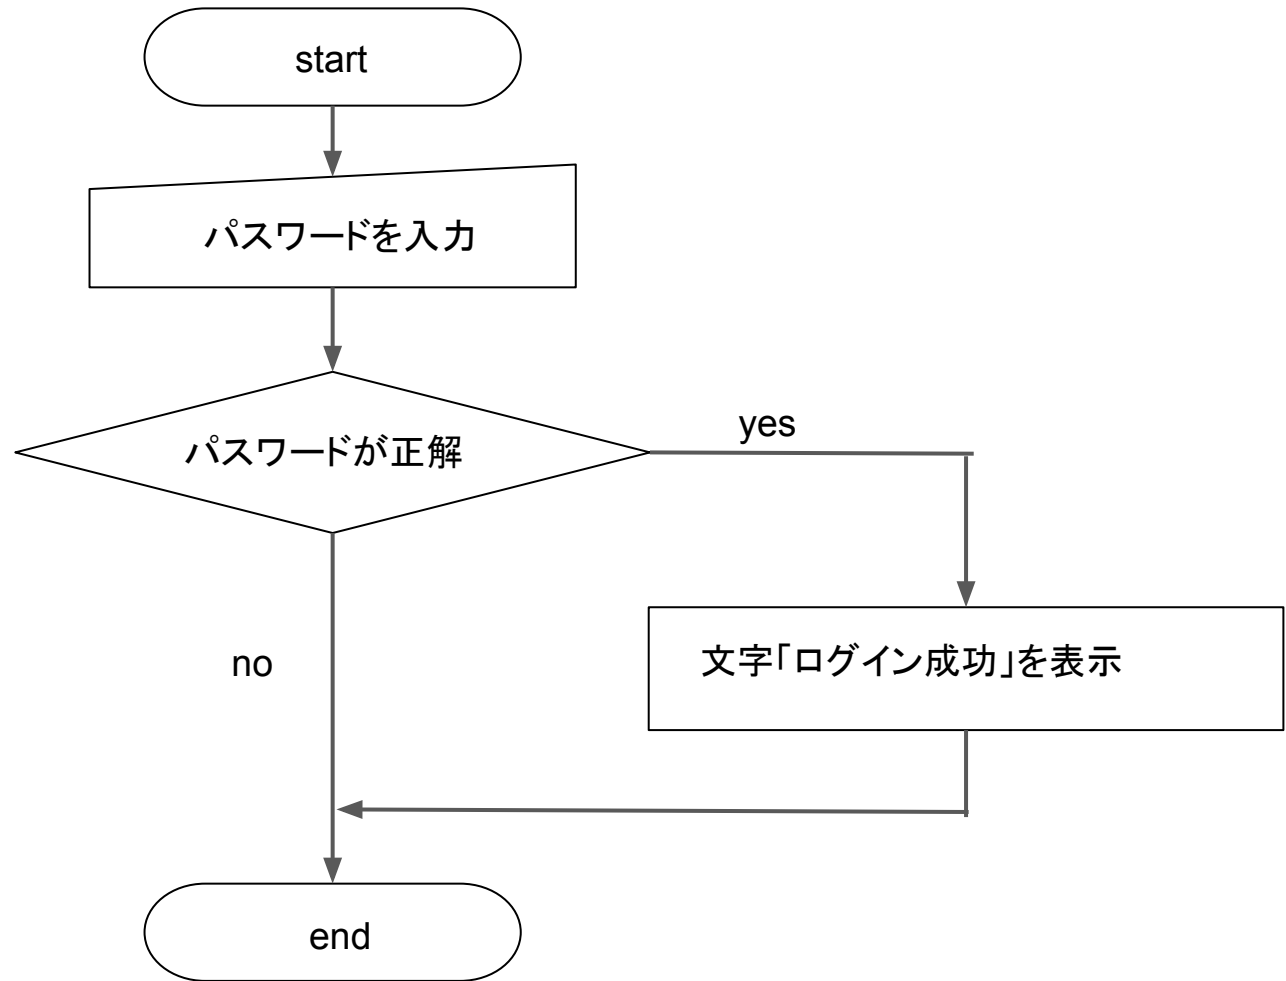 start
パスワードを入力
パスワードが正解
yes
no
文字「ログイン成功」を表示
end